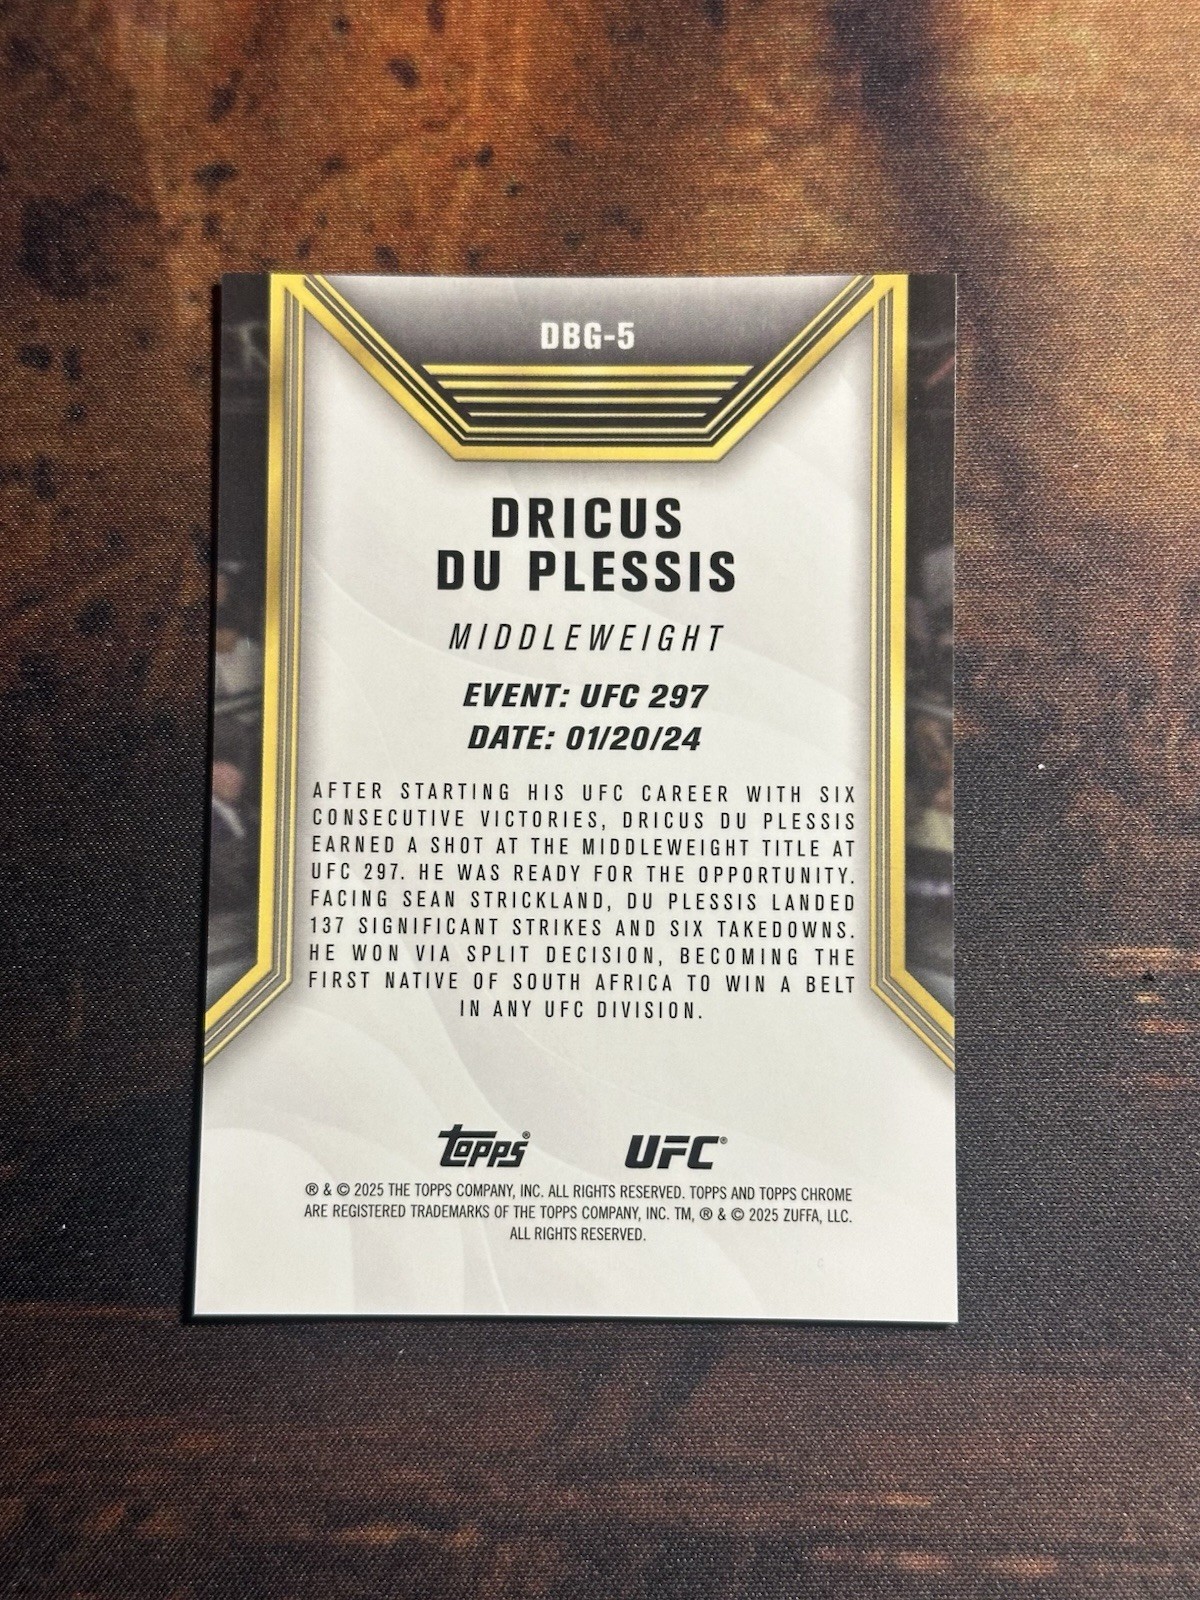 DBG-5
DRICUS
DU PLESSIS
MIDDLEWEIGHT
EVENT: UFC 297
DATE: 01/20/24
AFTER STARTING HIS UFC CAREER WITH SIX
CONSECUTIVE VICTORIES, DRICUS DU PLESSIS
EARNED A SHOT AT THE MIDDLEWEIGHT TITLE AT
UFC 297. HE WAS READY FOR THE OPPORTUNITY.
FACING SEAN STRICKLAND, DU PLESSIS LANDED
137 SIGNIFICANT STRIKES AND SIX TAKEDOWNS.
HE WON VIA SPLIT DECISION, BECOMING THE
FIRST NATIVE OF SOUTH AFRICA TO WIN A BELT
IN ANY UFC DIVISION.
Topps® UFC®
® & © 2025 THE TOPPS COMPANY, INC. ALL RIGHTS RESERVED. TOPPS AND TOPPS CHROME
ARE REGISTERED TRADEMARKS OF THE TOPPS COMPANY, INC. TM, ® & © 2025 ZUFFA, LLC.
ALL RIGHTS RESERVED.